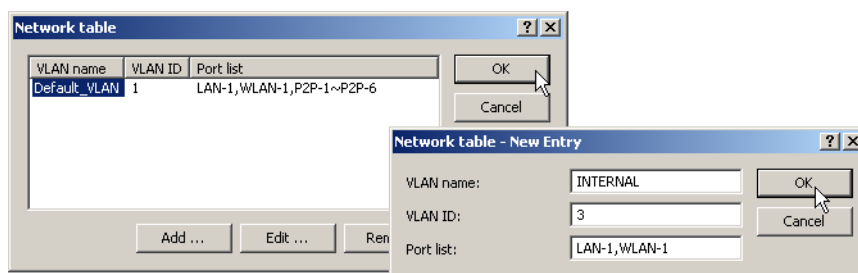 Network table
VLAN name VLAN ID Port list
Default_VLAN 1 LAN-1,WLAN-1,P2P-1~P2P-6
OK
Cancel
Add ... Edit ...
Network table - New Entry
VLAN name: INTERNAL
VLAN ID: 3
Port list: LAN-1,WLAN-1
OK
Cancel